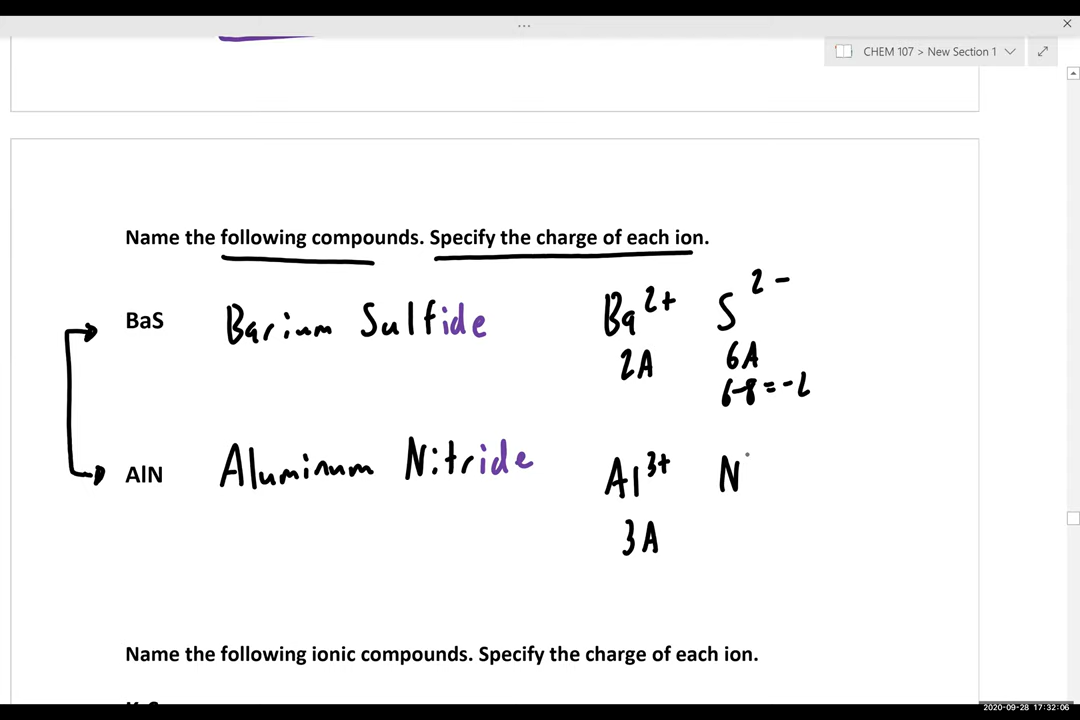 CHEM 107 > New Section 1
Name the following compounds. Specify the charge of each ion.
BaS Barium Sulfide Ba2+ S2-
2A 6A
6-8=-2
AlN Aluminum Nitride Al3+ N
3A
Name the following ionic compounds. Specify the charge of each ion.
2020-09-28 17:32:06